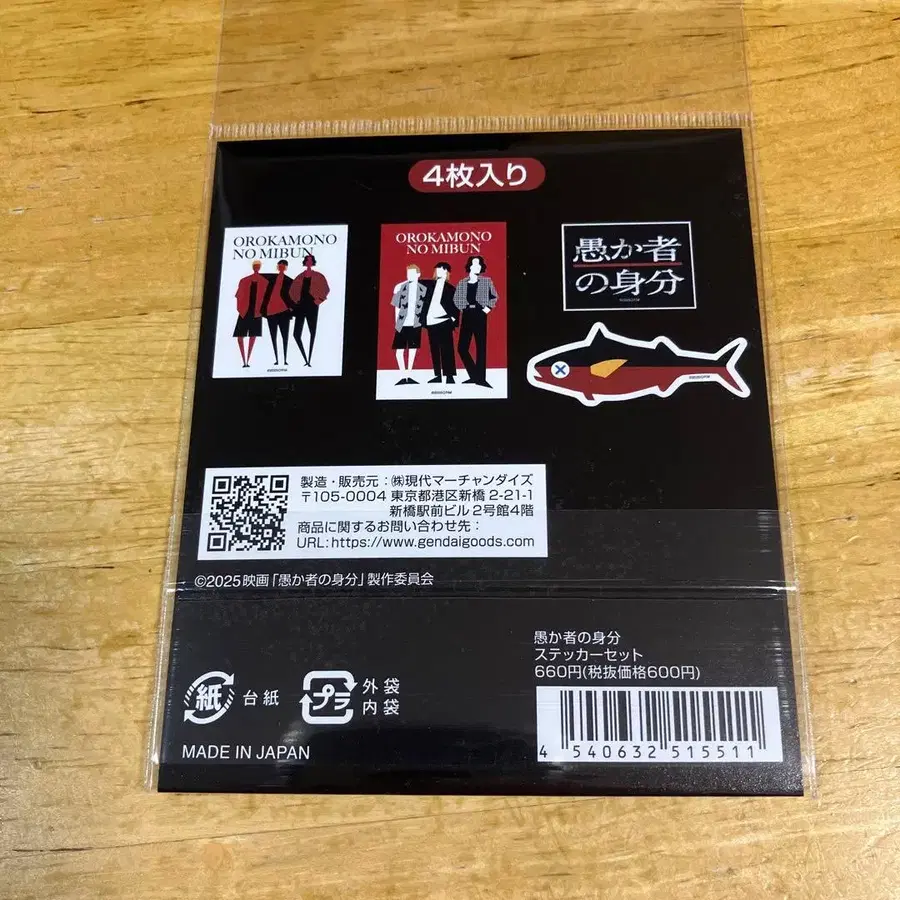 4枚入り
OROKAMONO
NO MIBUN
OROKAMONO
NO MIBUN
愚か者
の身分
製造・販売元：㈱現代マーチャンダイズ
〒105-0004 東京都港区新橋 2-21-1
新橋駅前ビル 2号館4階
商品に関するお問い合わせ先：
URL:https://www.gendaigoods.com
©2025映画「愚か者の身分」製作委員会
愚か者の身分
ステッカーセット
660円(税抜価格600円)
紙 台紙
プラ 外袋
内袋
MADE IN JAPAN
4 540632 515511